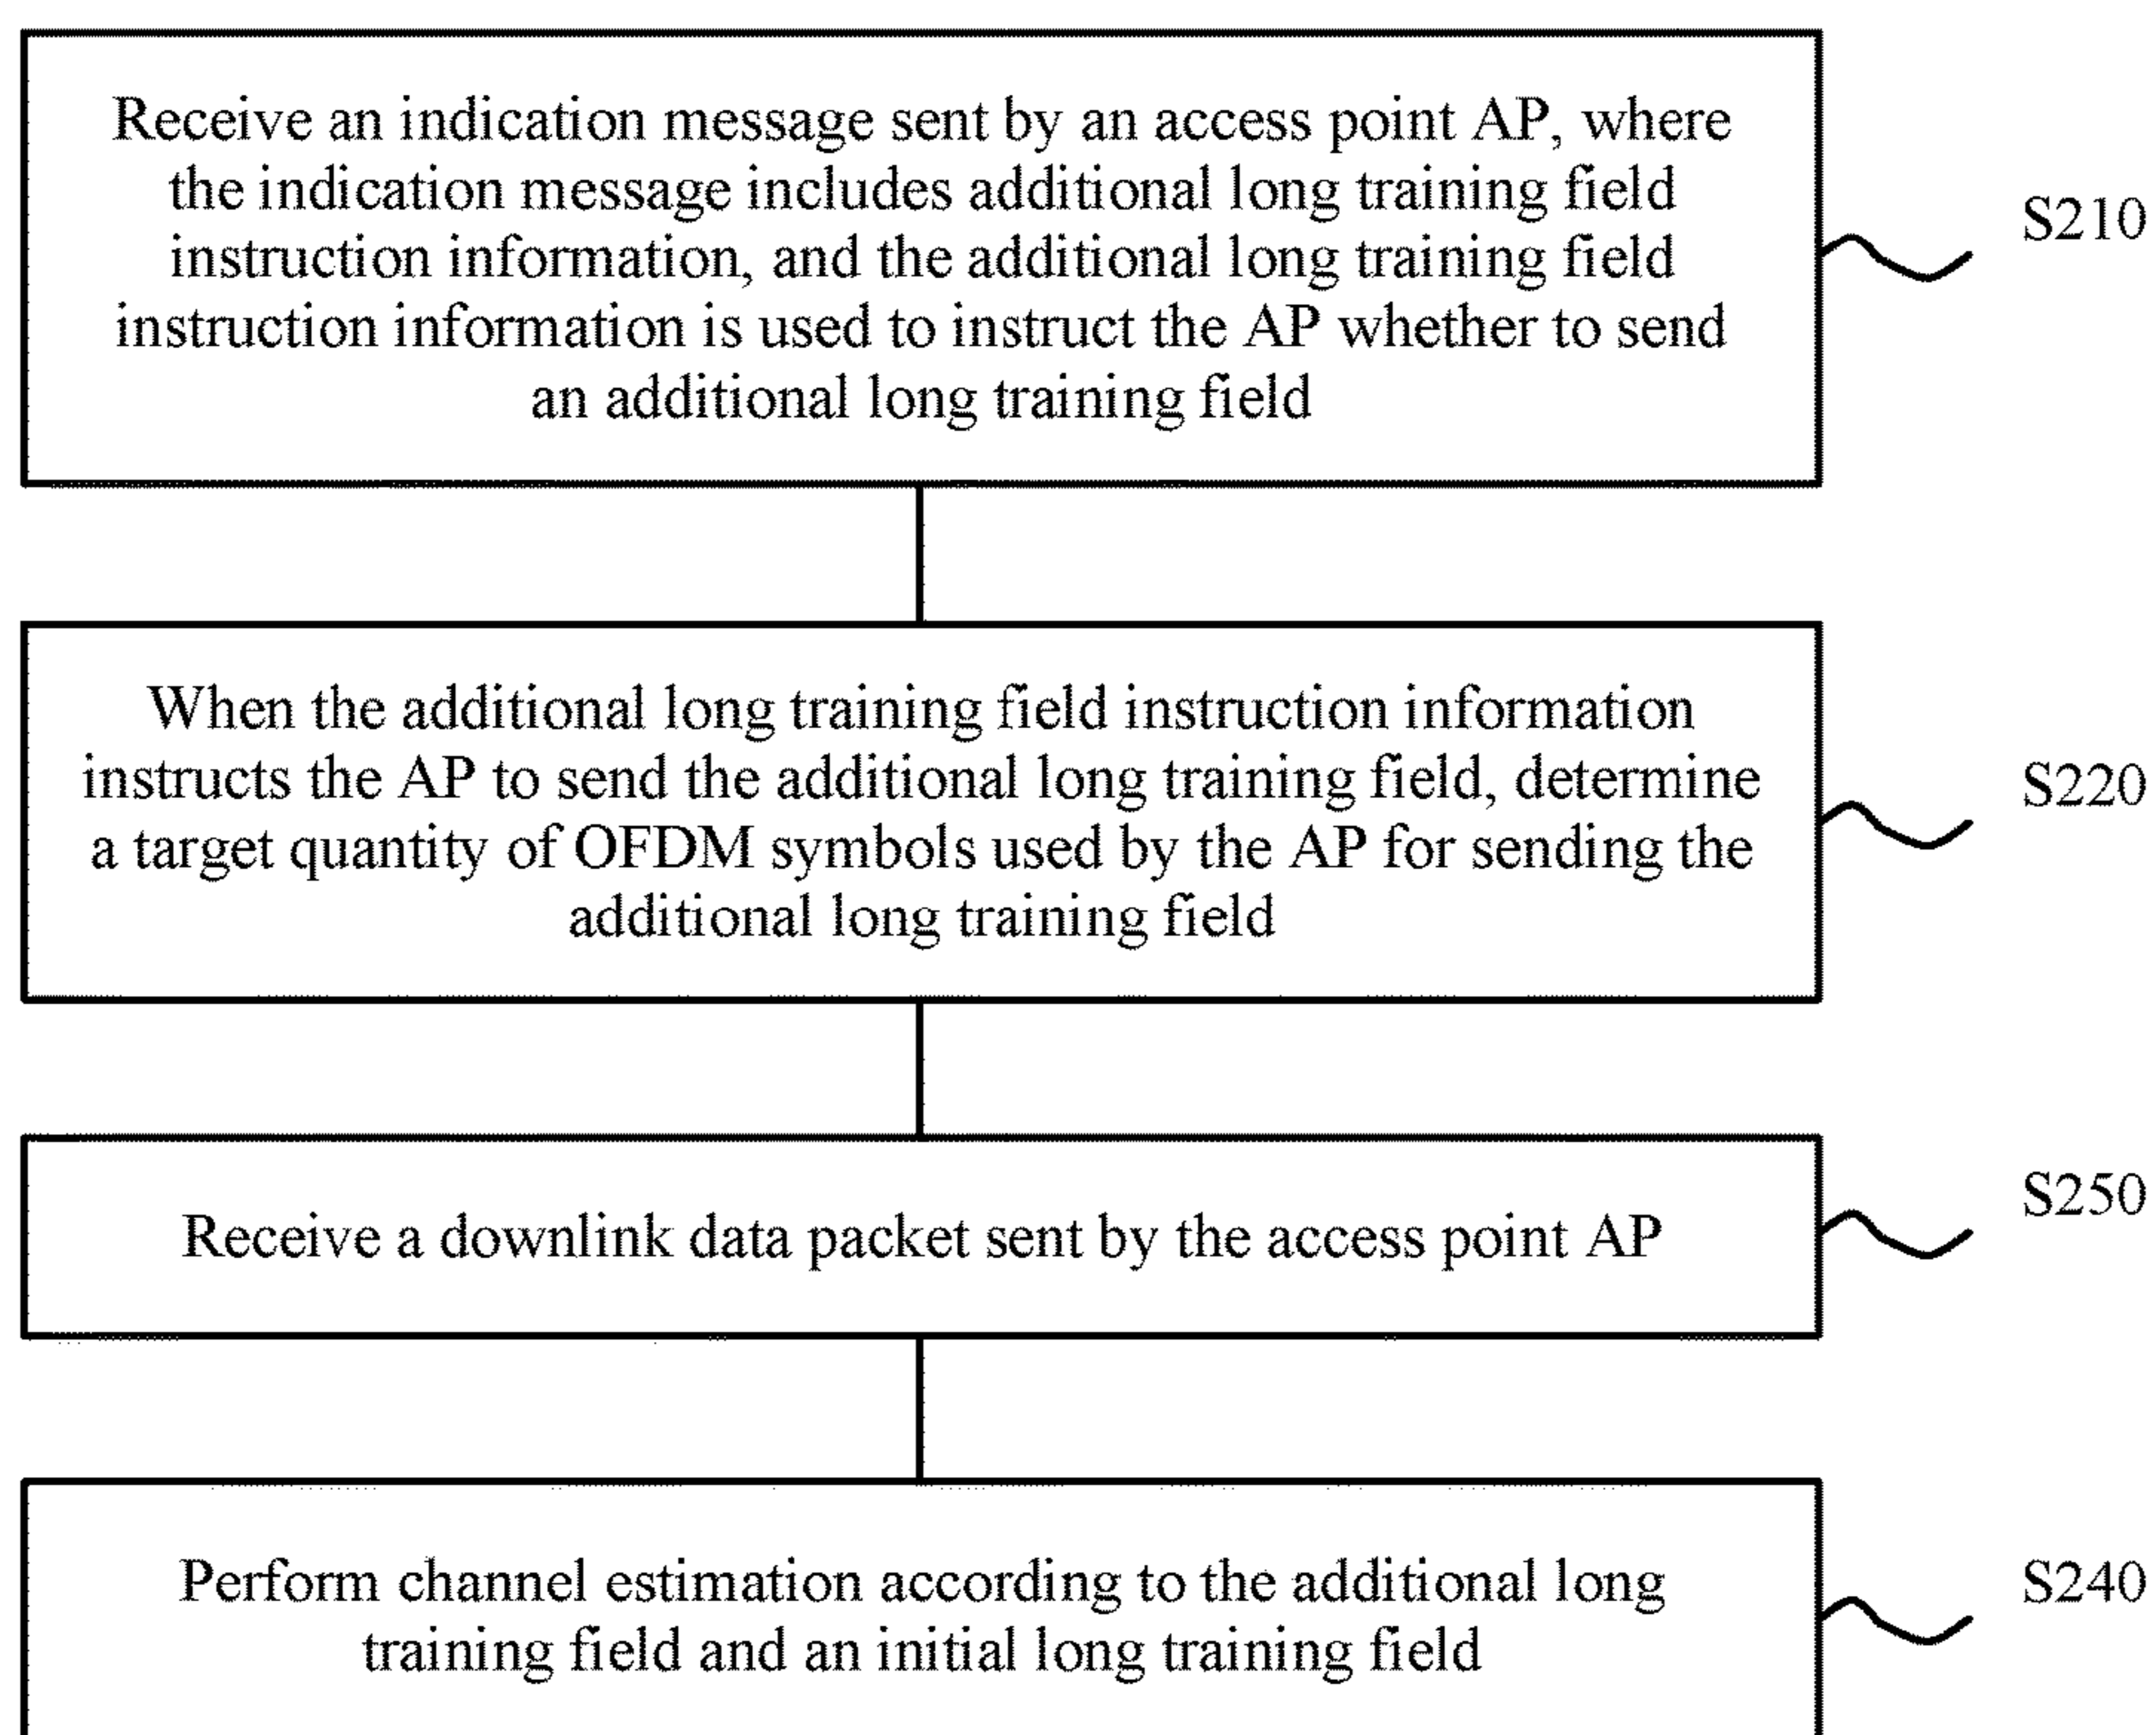 Receive an indication message sent by an access point AP, where
the indication message includes additional long training field
instruction information, and the additional long training field
instruction information is used to instruct the AP whether to send
an additional long training field
S210
When the additional long training field instruction information
instructs the AP to send the additional long training field, determine
a target quantity of OFDM symbols used by the AP for sending the
additional long training field
S220
Receive a downlink data packet sent by the access point AP
S250
Perform channel estimation according to the additional long
training field and an initial long training field
S240